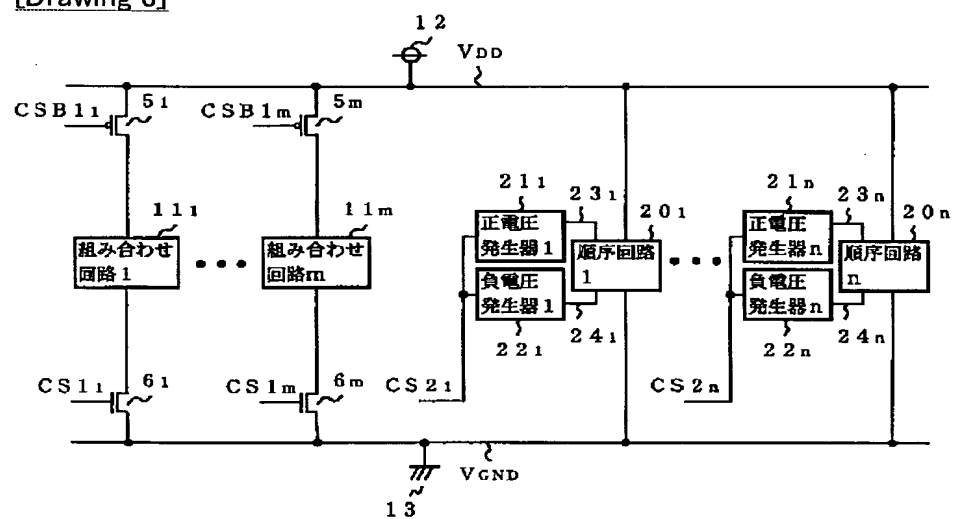 [Drawing 6]
12
VDD
CSB1₁
5₁
CSB1m
5m
11₁
11m
組み合わせ
回路1
組み合わせ
回路m
21₁
23₁
20₁
正電圧
発生器1
順序回路
1
負電圧
発生器1
22₁
24₁
21n
23n
20n
正電圧
発生器n
順序回路
n
負電圧
発生器n
22n
24n
CS1₁
6₁
CS1m
6m
CS2₁
CS2n
VGND
13